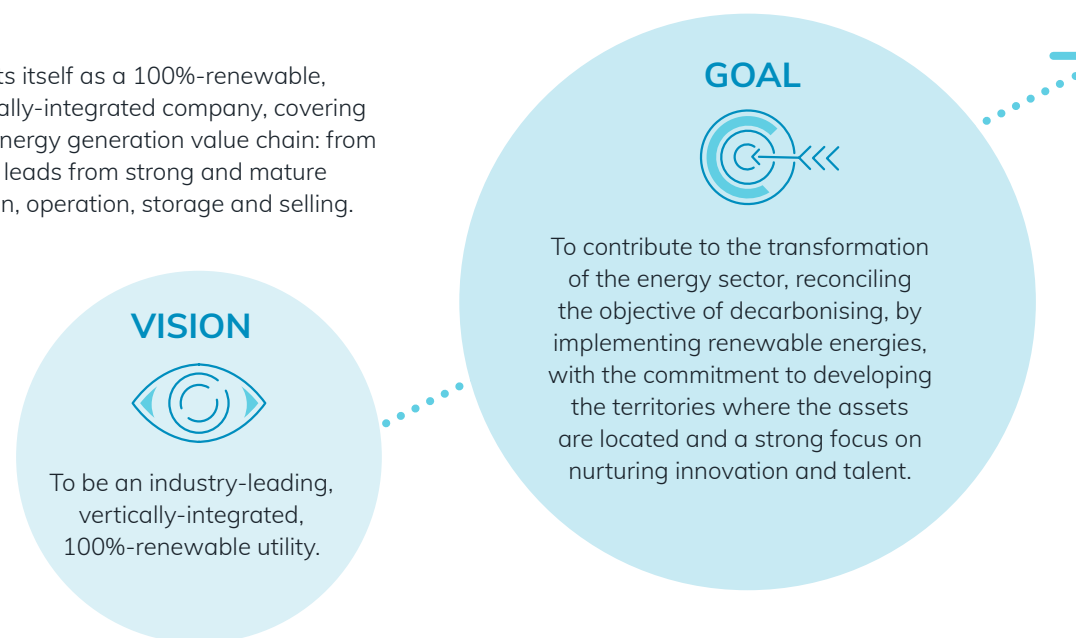 itself as a 100%-renewable,
-integrated company, covering
generation value chain: from
leads from strong and mature
operation, storage and selling.
VISION
To be an industry-leading,
vertically-integrated,
100%-renewable utility.
GOAL
To contribute to the transformation
of the energy sector, reconciling
the objective of decarbonising, by
implementing renewable energies,
with the commitment to developing
the territories where the assets
are located and a strong focus on
nurturing innovation and talent.